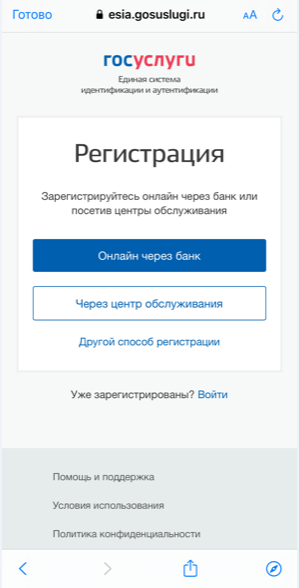 Готово
esia.gosuslugi.ru
аА
госуслуги
Единая система
идентификации и аутентификации
Регистрация
Зарегистрируйтесь онлайн через банк или
посетив центры обслуживания
Онлайн через банк
Через центр обслуживания
Другой способ регистрации
Уже зарегистрированы? Войти
Помощь и поддержка
Условия использования
Политика конфиденциальности